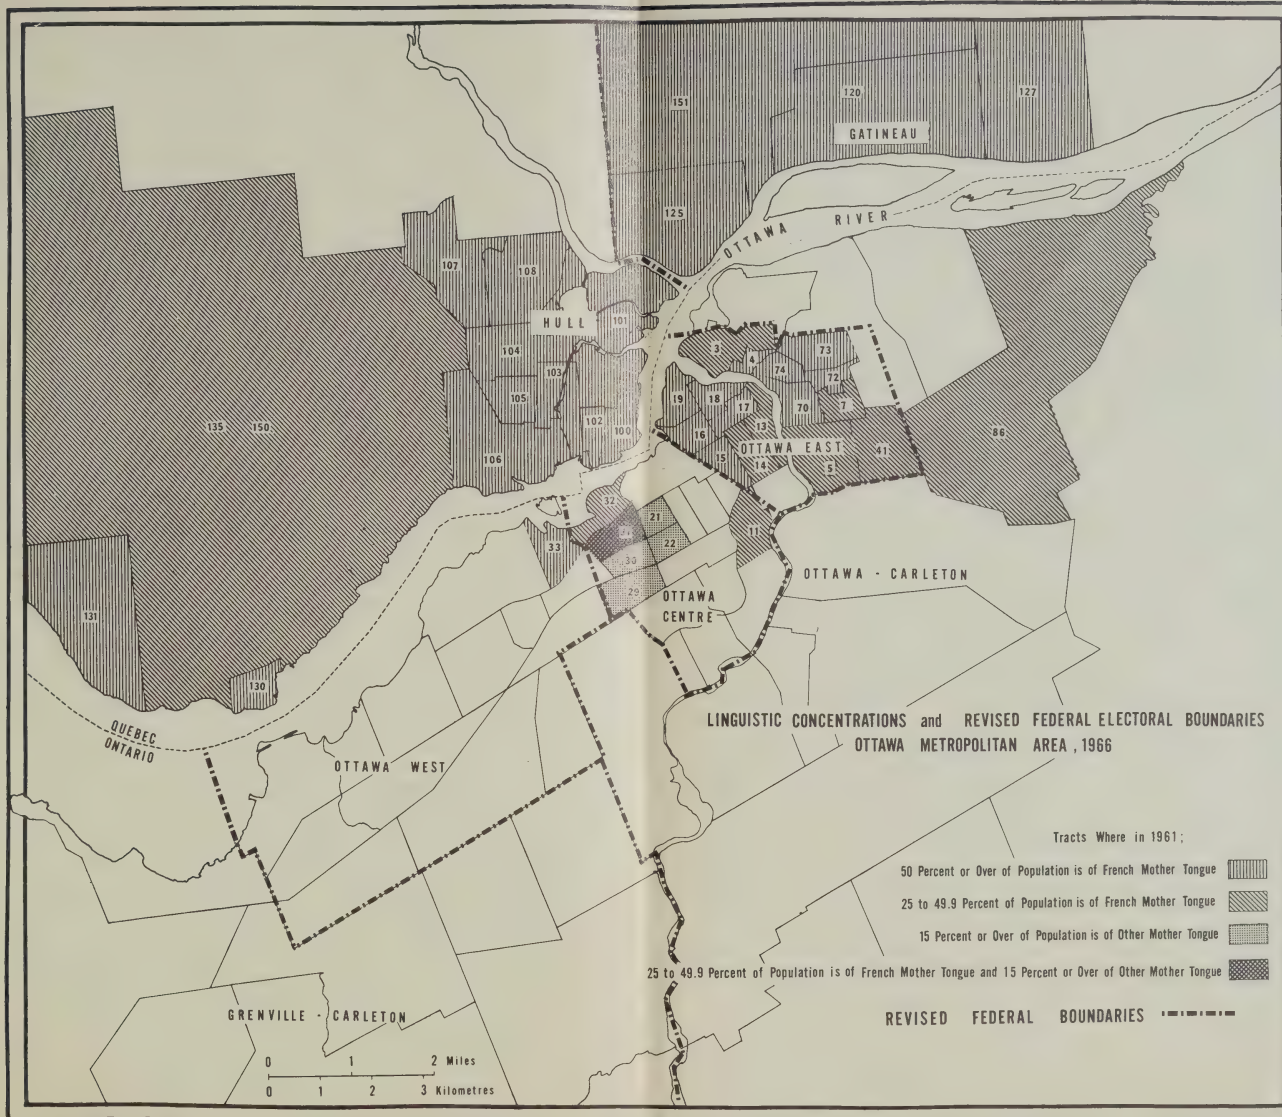 151
120
127
GATINEAU
125
OTTAWA RIVER
107
108
HULL
101
104
103
105
106
102
100
135 150
131
130
3
4
74
73
72
7
70
19
18
17
16
13
15
OTTAWA EAST
14
5
41
86
32
21
22
33
30
29
11
OTTAWA
CENTRE
OTTAWA - CARLETON
QUEBEC
ONTARIO
OTTAWA WEST
LINGUISTIC CONCENTRATIONS and REVISED FEDERAL ELECTORAL BOUNDARIES
OTTAWA METROPOLITAN AREA, 1966
Tracts Where in 1961;
50 Percent or Over of Population is of French Mother Tongue
25 to 49.9 Percent of Population is of French Mother Tongue
15 Percent or Over of Population is of Other Mother Tongue
25 to 49.9 Percent of Population is of French Mother Tongue and 15 Percent or Over of Other Mother Tongue
REVISED FEDERAL BOUNDARIES
GRENVILLE - CARLETON
0 1 2 Miles
0 1 2 3 Kilometres